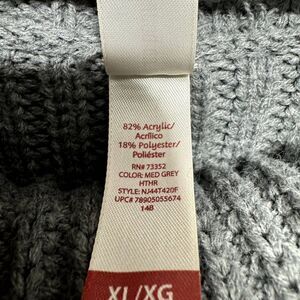 82% Acrylic/
Acrílico
18% Polyester/
Poliéster
RN# 73352
COLOR: MED GREY
HTHR
STYLE: NJ44T420F
UPC# 78905055674
14B
XL/XG